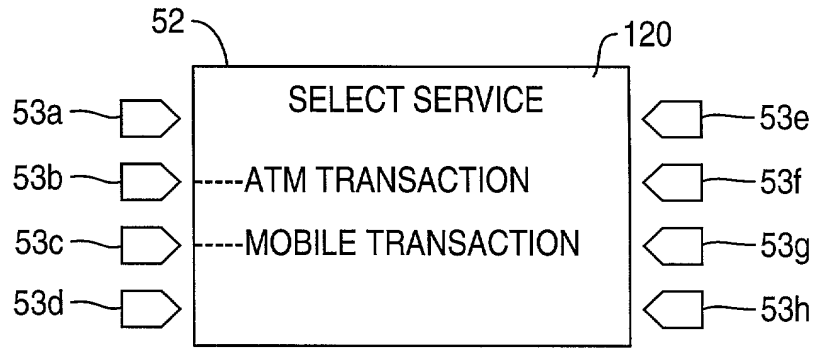 52
120
53a
SELECT SERVICE
53e
53b
-----ATM TRANSACTION
53f
53c
-----MOBILE TRANSACTION
53g
53d
53h